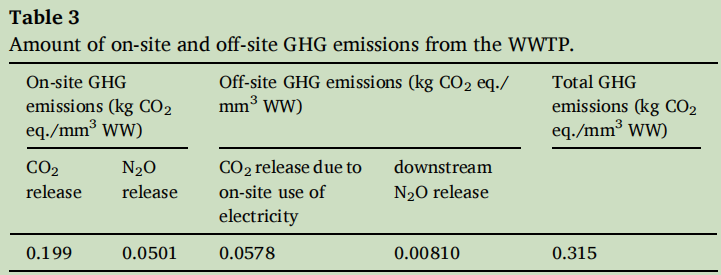 Table 3
Amount of on-site and off-site GHG emissions from the WWTP.
On-site GHG
emissions (kg CO₂
eq./mm³ WW)
Off-site GHG emissions (kg CO₂ eq./
mm³ WW)
Total GHG
emissions (kg CO₂
eq./mm³ WW)
CO₂
release
N₂O
release
CO₂ release due to
on-site use of
electricity
downstream
N₂O release
0.199 0.0501 0.0578 0.00810 0.315